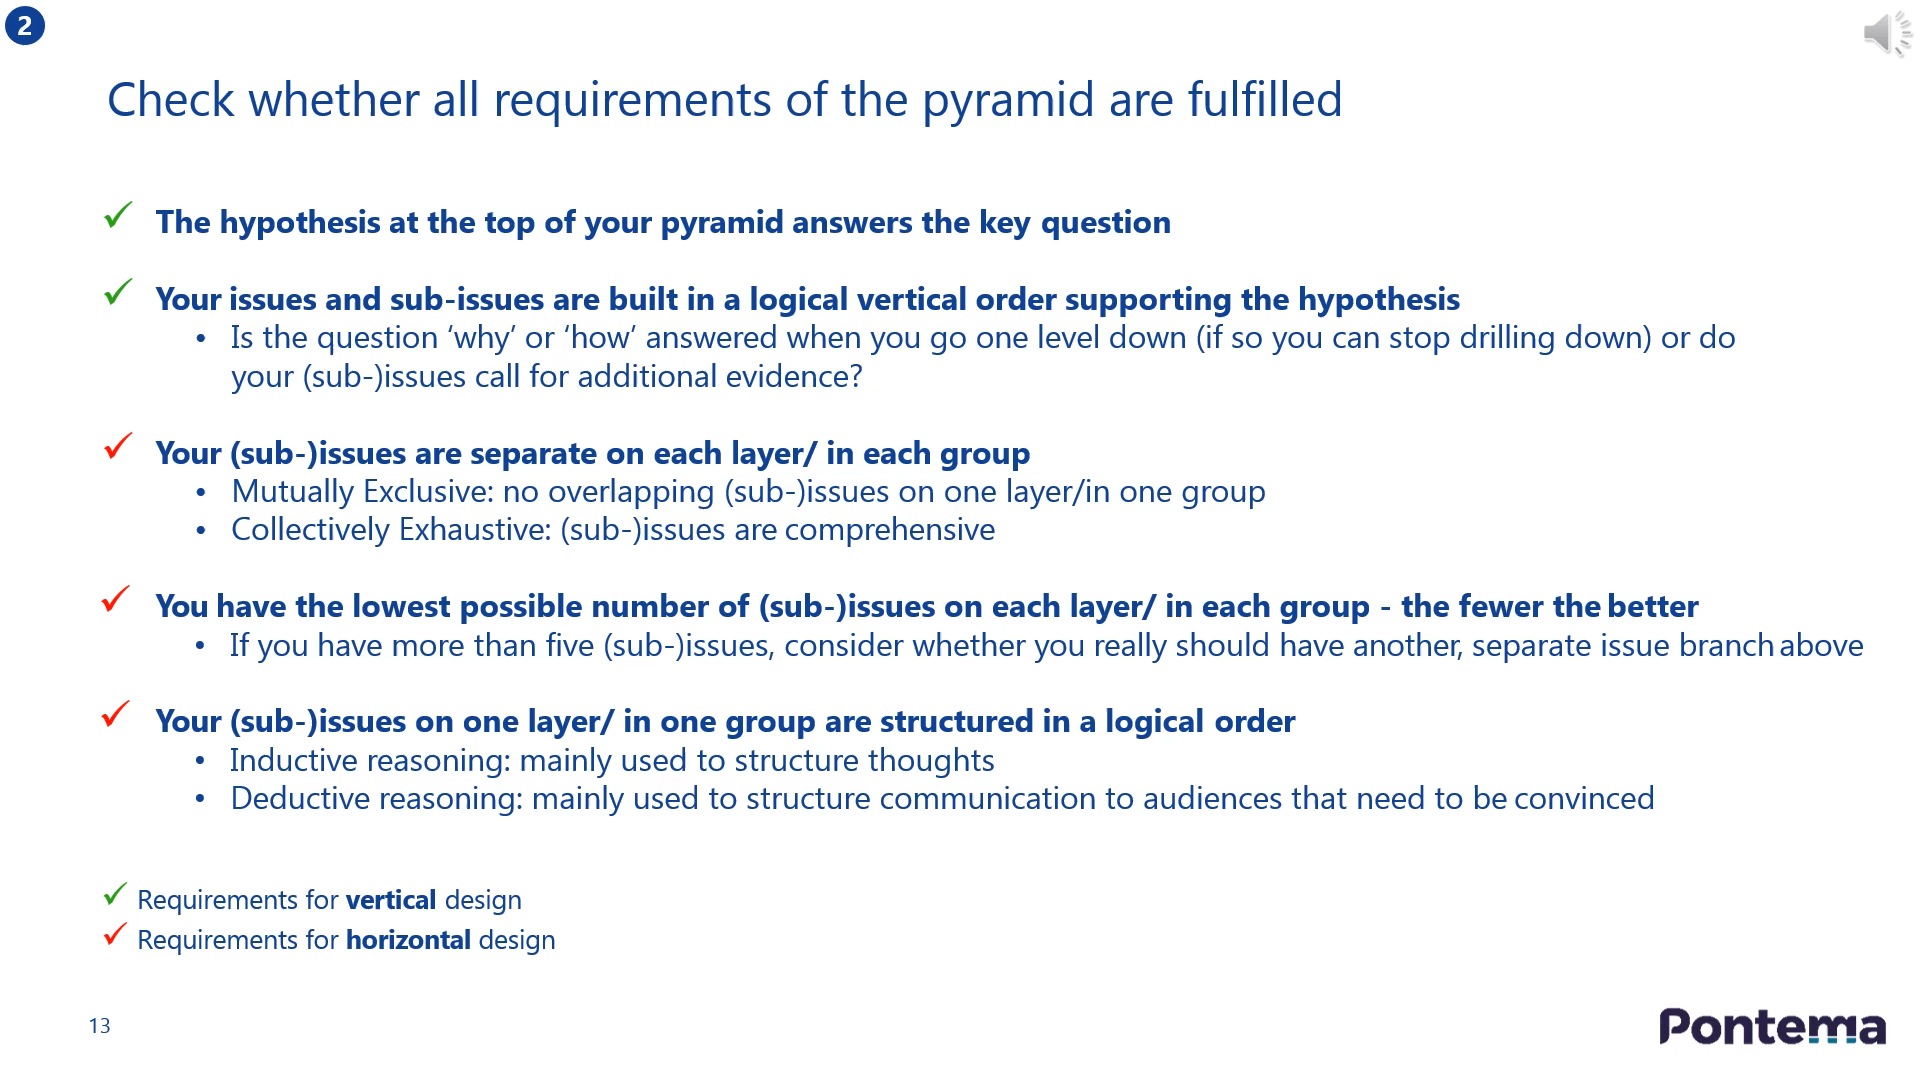 2
Check whether all requirements of the pyramid are fulfilled
The hypothesis at the top of your pyramid answers the key question
Your issues and sub-issues are built in a logical vertical order supporting the hypothesis
• Is the question ‘why’ or ‘how’ answered when you go one level down (if so you can stop drilling down) or do
your (sub-)issues call for additional evidence?
Your (sub-)issues are separate on each layer/ in each group
• Mutually Exclusive: no overlapping (sub-)issues on one layer/in one group
• Collectively Exhaustive: (sub-)issues are comprehensive
You have the lowest possible number of (sub-)issues on each layer/ in each group - the fewer the better
• If you have more than five (sub-)issues, consider whether you really should have another, separate issue branch above
Your (sub-)issues on one layer/ in one group are structured in a logical order
• Inductive reasoning: mainly used to structure thoughts
• Deductive reasoning: mainly used to structure communication to audiences that need to be convinced
Requirements for vertical design
Requirements for horizontal design
13
Pontema